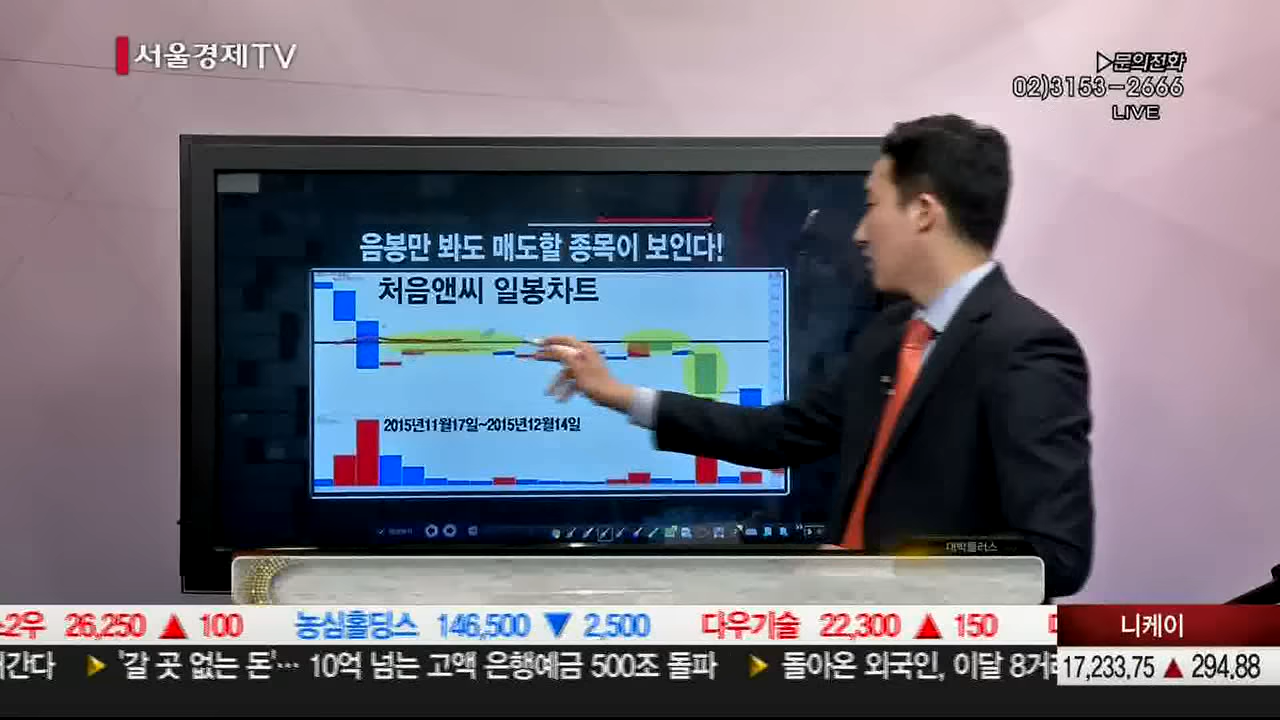 서울경제TV
▷문의전화
02)3153-2666
LIVE
음봉만 봐도 매도할 종목이 보인다!
처음앤씨 일봉차트
2015년11월17일~2015년12월14일
대박플러스
2우 26,250 ▲ 100 농심홀딩스 146,500 ▼ 2,500 다우기술 22,300 ▲ 150
니케이
간다 ▶ '갈 곳 없는 돈'… 10억 넘는 고액 은행예금 500조 돌파 ▶ 돌아온 외국인, 이달 8거
17,233.75 ▲ 294.88